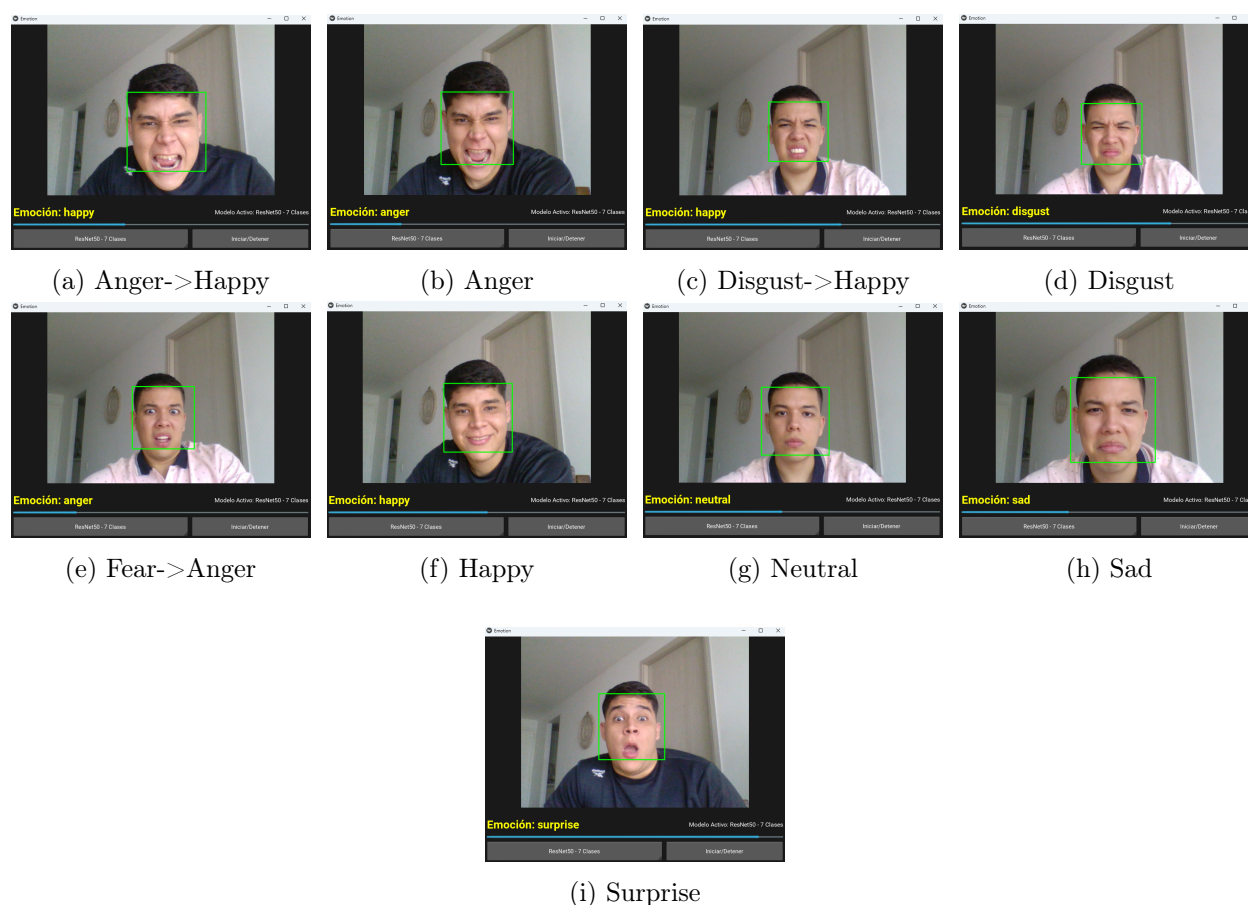 Emotion
Emoción: happy
Modelo Activo: ResNet50 - 7 Clases
ResNet50 - 7 Clases
Iniciar/Detener
(a) Anger->Happy
Emotion
Emoción: anger
Modelo Activo: ResNet50 - 7 Clases
ResNet50 - 7 Clases
Iniciar/Detener
(b) Anger
Emotion
Emoción: happy
Modelo Activo: ResNet50 - 7 Clases
ResNet50 - 7 Clases
Iniciar/Detener
(c) Disgust->Happy
Emotion
Emoción: disgust
Modelo Activo: ResNet50 - 7 Cla
ResNet50 - 7 Clases
Iniciar/Detener
(d) Disgust
Emotion
Emoción: anger
Modelo Activo: ResNet50 - 7 Clases
ResNet50 - 7 Clases
Iniciar/Detener
(e) Fear->Anger
Emotion
Emoción: happy
Modelo Activo: ResNet50 - 7 Clases
ResNet50 - 7 Clases
Iniciar/Detener
(f) Happy
Emotion
Emoción: neutral
Modelo Activo: ResNet50 - 7 Clases
ResNet50 - 7 Clases
Iniciar/Detener
(g) Neutral
Emotion
Emoción: sad
Modelo Activo: ResNet50 - 7 Cla
ResNet50 - 7 Clases
Iniciar/Detener
(h) Sad
Emotion
Emoción: surprise
Modelo Activo: ResNet50 - 7 Clases
ResNet50 - 7 Clases
Iniciar/Detener
(i) Surprise